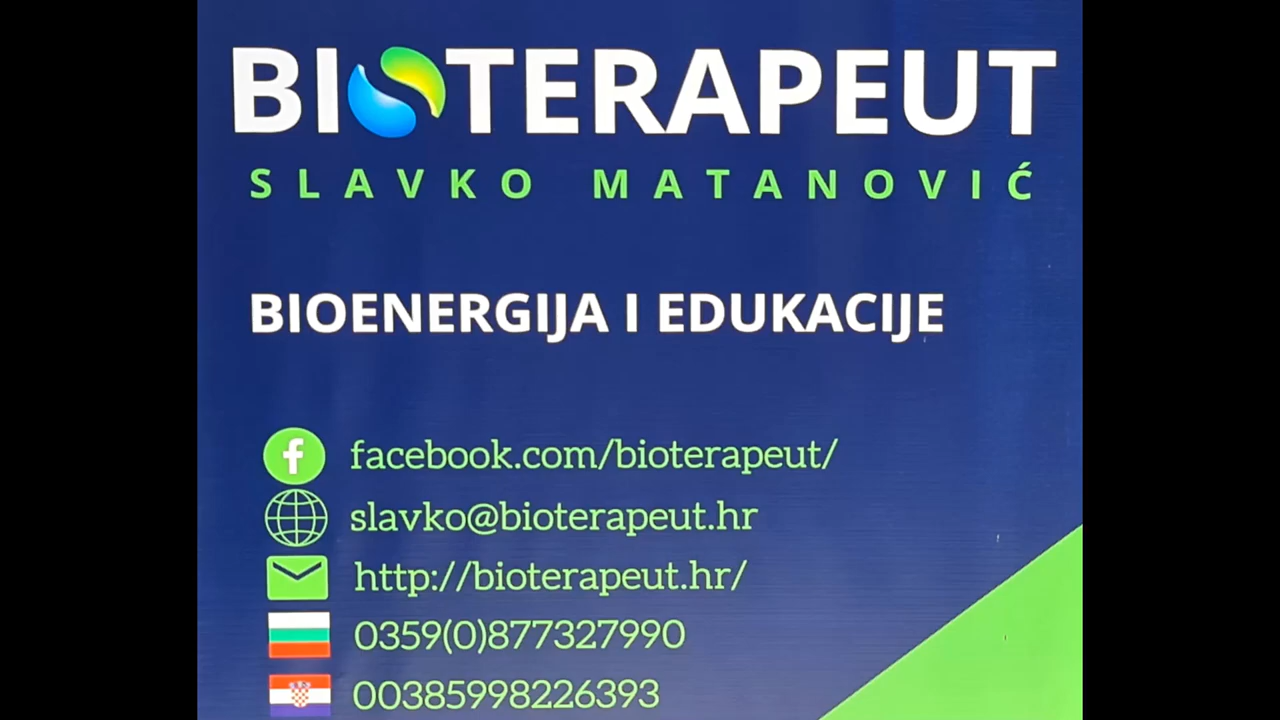 BIOTERAPEUT
SLAVKO MATANOVIĆ
BIOENERGIJA I EDUKACIJE
facebook.com/bioterapeut/
slavko@bioterapeut.hr
http://bioterapeut.hr/
0359(0)877327990
00385998226393